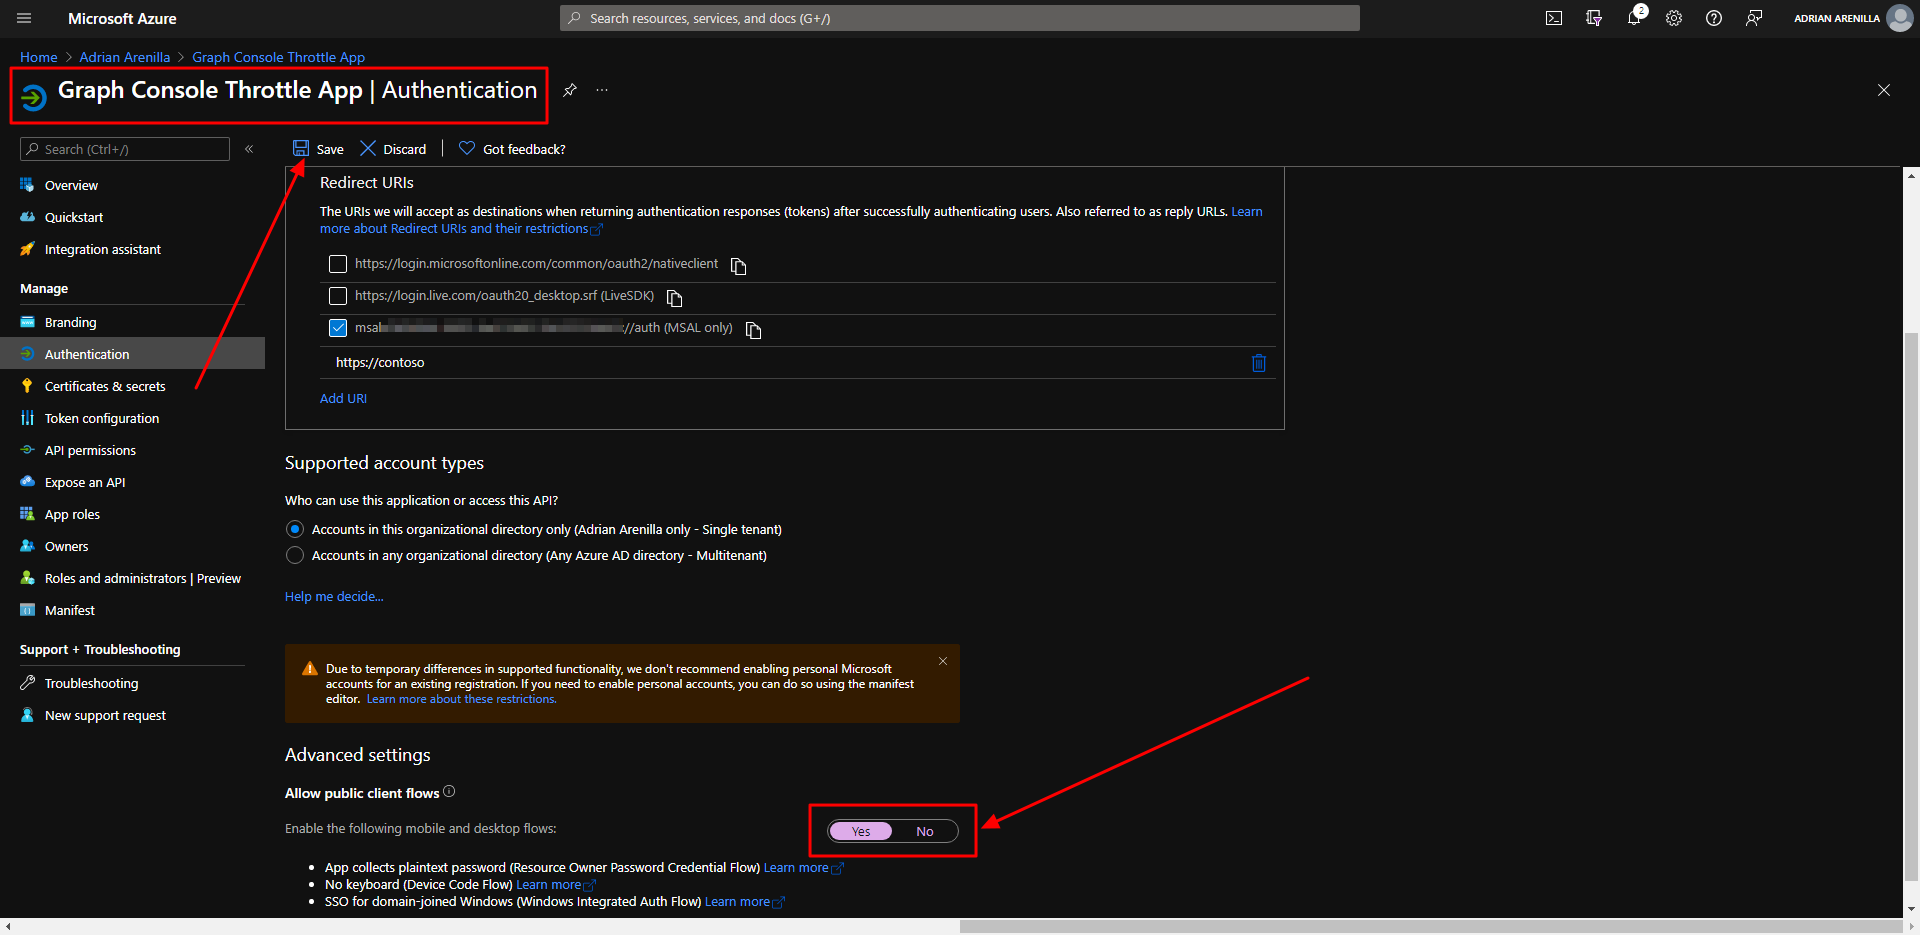 Microsoft Azure
Search resources, services, and docs (G+/)
2
ADRIAN ARENILLA
Home > Adrian Arenilla > Graph Console Throttle App
Graph Console Throttle App | Authentication
Search (Ctrl+/)
Save
Discard
Got feedback?
Overview
Quickstart
Integration assistant
Manage
Branding
Authentication
Certificates & secrets
Token configuration
API permissions
Expose an API
App roles
Owners
Roles and administrators | Preview
Manifest
Support + Troubleshooting
Troubleshooting
New support request
Redirect URIs
The URIs we will accept as destinations when returning authentication responses (tokens) after successfully authenticating users. Also referred to as reply URLs. Learn
more about Redirect URIs and their restrictions
https://login.microsoftonline.com/common/oauth2/nativeclient
https://login.live.com/oauth20_desktop.srf (LiveSDK)
msal ://auth (MSAL only)
https://contoso
Add URI
Supported account types
Who can use this application or access this API?
Accounts in this organizational directory only (Adrian Arenilla only - Single tenant)
Accounts in any organizational directory (Any Azure AD directory - Multitenant)
Help me decide...
Due to temporary differences in supported functionality, we don't recommend enabling personal Microsoft
accounts for an existing registration. If you need to enable personal accounts, you can do so using the manifest
editor. Learn more about these restrictions.
Advanced settings
Allow public client flows
Enable the following mobile and desktop flows:
Yes
No
• App collects plaintext password (Resource Owner Password Credential Flow) Learn more
• No keyboard (Device Code Flow) Learn more
• SSO for domain-joined Windows (Windows Integrated Auth Flow) Learn more